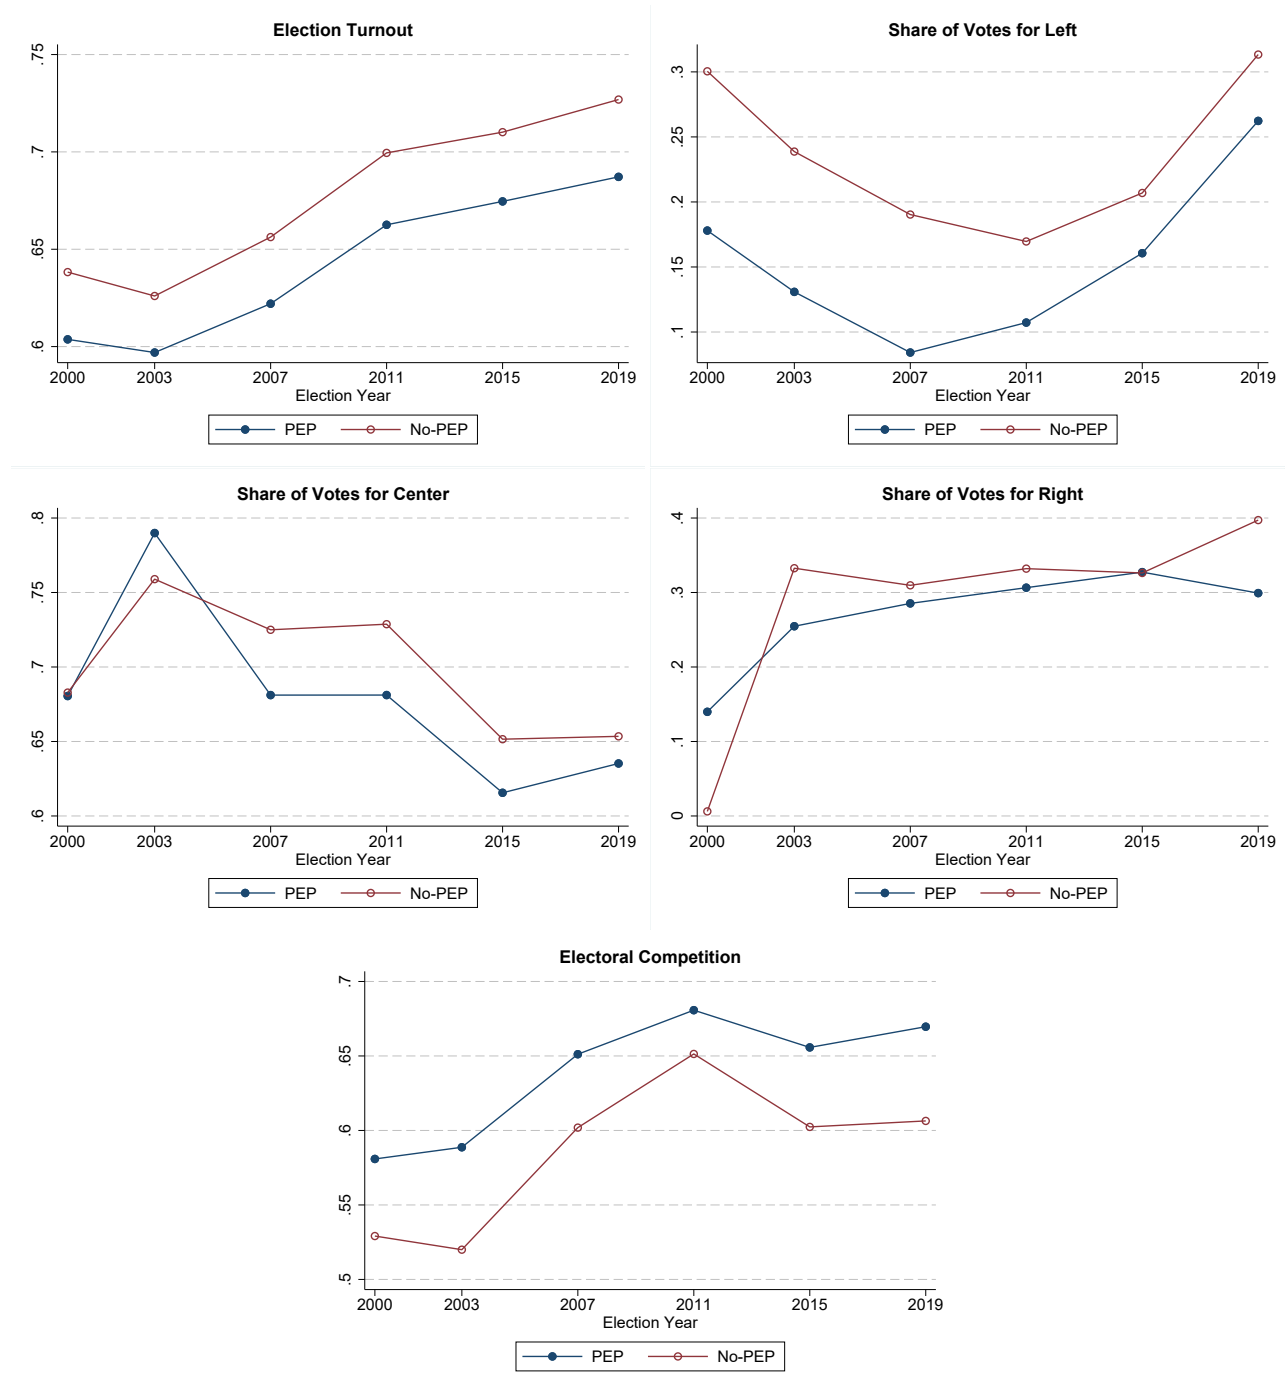 Election Turnout
.75
.7
.65
.6
2000 2003 2007 2011 2015 2019
Election Year
PEP No-PEP
Share of Votes for Left
.3
.25
.2
.15
.1
2000 2003 2007 2011 2015 2019
Election Year
PEP No-PEP
Share of Votes for Center
.8
.75
.7
.65
.6
2000 2003 2007 2011 2015 2019
Election Year
PEP No-PEP
Share of Votes for Right
.4
.3
.2
.1
0
2000 2003 2007 2011 2015 2019
Election Year
PEP No-PEP
Electoral Competition
.7
.65
.6
.55
.5
2000 2003 2007 2011 2015 2019
Election Year
PEP No-PEP